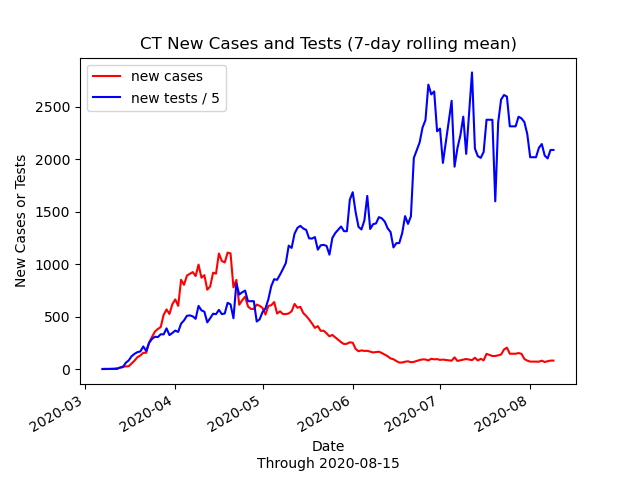 CT New Cases and Tests (7-day rolling mean)
new cases
new tests / 5
New Cases or Tests
2500
2000
1500
1000
500
0
2020-03
2020-04
2020-05
2020-06
2020-07
2020-08
Date
Through 2020-08-15